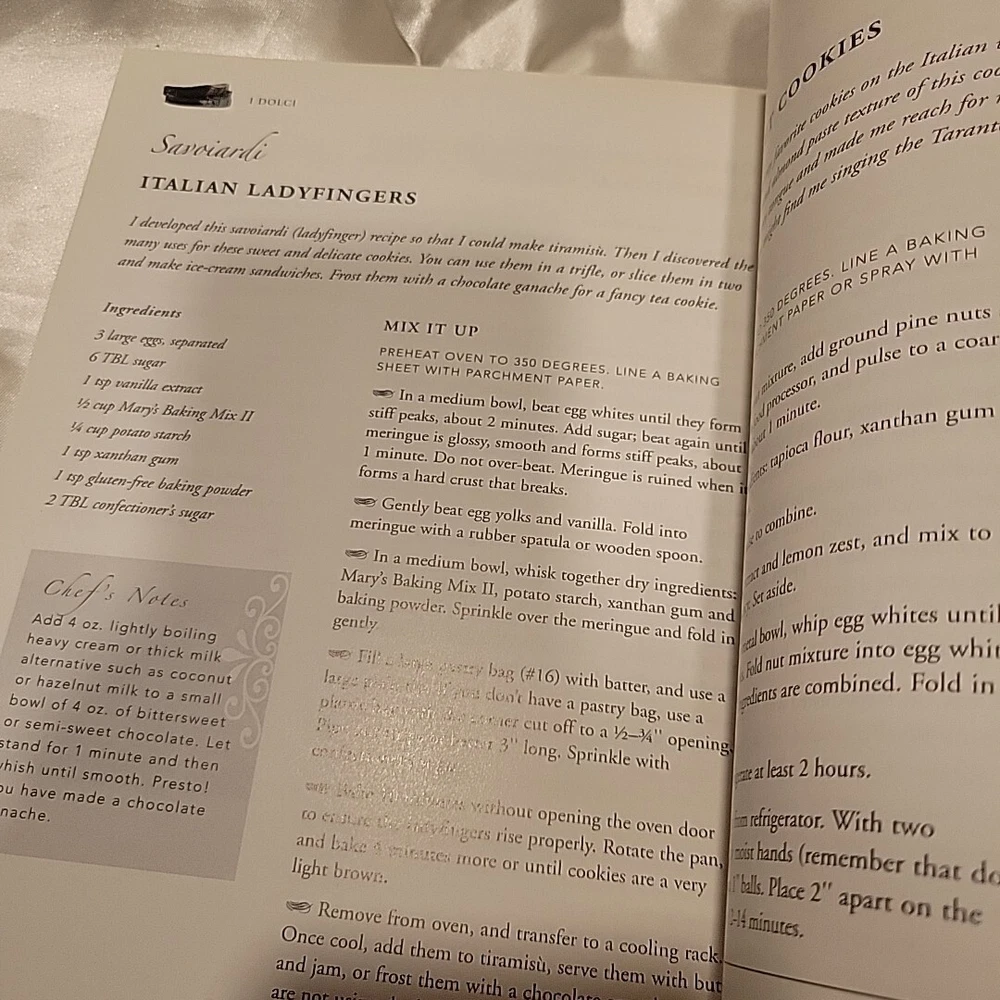 I DOLCI
Savoiardi
ITALIAN LADYFINGERS
I developed this savoiardi (ladyfinger) recipe so that I could make tiramisù. Then I discovered the
many uses for these sweet and delicate cookies. You can use them in a trifle, or slice them in two
and make ice-cream sandwiches. Frost them with a chocolate ganache for a fancy tea cookie.
Ingredients
3 large eggs, separated
6 TBL sugar
1 tsp vanilla extract
½ cup Mary's Baking Mix II
¼ cup potato starch
1 tsp xanthan gum
1 tsp gluten-free baking powder
2 TBL confectioner's sugar
Chef's Notes
Add 4 oz. lightly boiling
heavy cream or thick milk
alternative such as coconut
or hazelnut milk to a small
bowl of 4 oz. of bittersweet
or semi-sweet chocolate. Let
stand for 1 minute and then
whish until smooth. Presto!
ou have made a chocolate
nache.
MIX IT UP
PREHEAT OVEN TO 350 DEGREES. LINE A BAKING
SHEET WITH PARCHMENT PAPER.
In a medium bowl, beat egg whites until they form
stiff peaks, about 2 minutes. Add sugar; beat again until
meringue is glossy, smooth and forms stiff peaks, about
1 minute. Do not over-beat. Meringue is ruined when it
forms a hard crust that breaks.
Gently beat egg yolks and vanilla. Fold into
meringue with a rubber spatula or wooden spoon.
In a medium bowl, whisk together dry ingredients:
Mary's Baking Mix II, potato starch, xanthan gum and
baking powder. Sprinkle over the meringue and fold in
gently.
Fill a large pastry bag (#16) with batter, and use a
large if you don't have a pastry bag, use a
corner cut off to a ½–¾" opening.
3" long. Sprinkle with
without opening the oven door
to ensure the ladyfingers rise properly. Rotate the pan,
and bake minutes more or until cookies are a very
light brown.
Remove from oven, and transfer to a cooling rack.
Once cool, add them to tiramisù, serve them with but
and jam, or frost them with a chocolate
are not
COOKIES
favorite cookies on the Italian
almond paste texture of this coo
and made me reach for
find me singing the Tarant
350 DEGREES. LINE A BAKING
MENT PAPER OR SPRAY WITH
mixture, add ground pine nuts
processor, and pulse to a coar
1 minute.
tapioca flour, xanthan gum
to combine.
and lemon zest, and mix to
Set aside.
bowl, whip egg whites until
Fold nut mixture into egg whit
ingredients are combined. Fold in
at least 2 hours.
refrigerator. With two
moist hands (remember that do
1" balls. Place 2" apart on the
minutes.